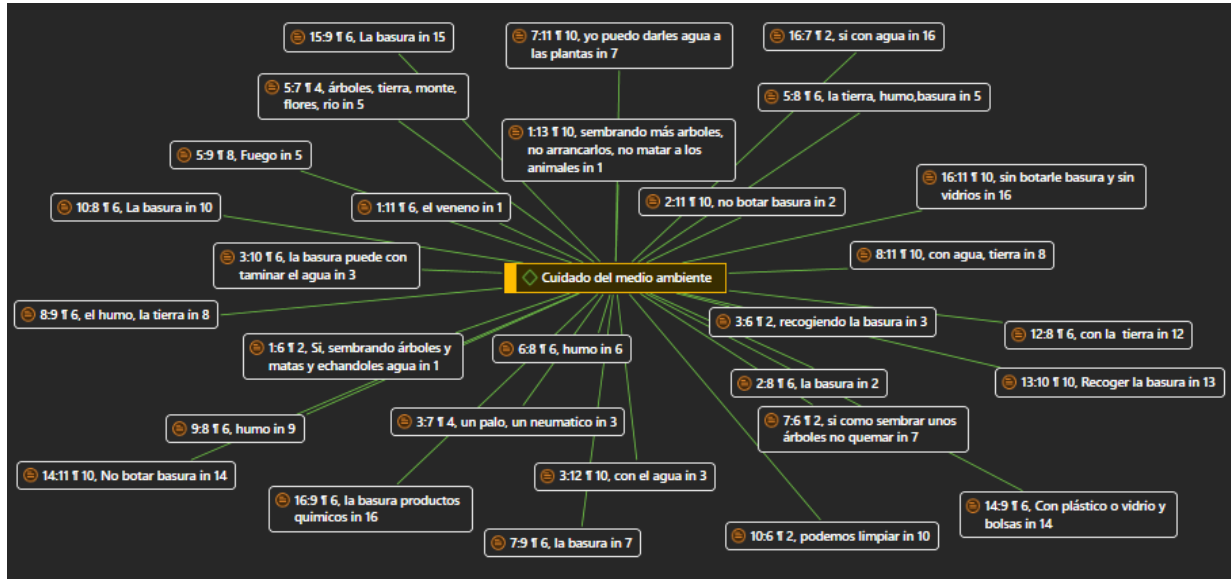 15:9 ¶ 6, La basura in 15
7:11 ¶ 10, yo puedo darles agua a
las plantas in 7
16:7 ¶ 2, si con agua in 16
5:7 ¶ 4, árboles, tierra, monte,
flores, rio in 5
5:8 ¶ 6, la tierra, humo,basura in 5
1:13 ¶ 10, sembrando más arboles,
no arrancarlos, no matar a los
animales in 1
5:9 ¶ 8, Fuego in 5
16:11 ¶ 10, sin botarle basura y sin
vidrios in 16
10:8 ¶ 6, La basura in 10
1:11 ¶ 6, el veneno in 1
2:11 ¶ 10, no botar basura in 2
3:10 ¶ 6, la basura puede con
taminar el agua in 3
8:11 ¶ 10, con agua, tierra in 8
Cuidado del medio ambiente
8:9 ¶ 6, el humo, la tierra in 8
3:6 ¶ 2, recogiendo la basura in 3
12:8 ¶ 6, con la  tierra in 12
1:6 ¶ 2, Si, sembrando árboles y
matas y echandoles agua in 1
6:8 ¶ 6, humo in 6
2:8 ¶ 6, la basura in 2
13:10 ¶ 10, Recoger la basura in 13
9:8 ¶ 6, humo in 9
3:7 ¶ 4, un palo, un neumatico in 3
7:6 ¶ 2, si como sembrar unos
árboles no quemar in 7
14:11 ¶ 10, No botar basura in 14
3:12 ¶ 10, con el agua in 3
16:9 ¶ 6, la basura productos
quimicos in 16
14:9 ¶ 6, Con plástico o vidrio y
bolsas in 14
7:9 ¶ 6, la basura in 7
10:6 ¶ 2, podemos limpiar in 10